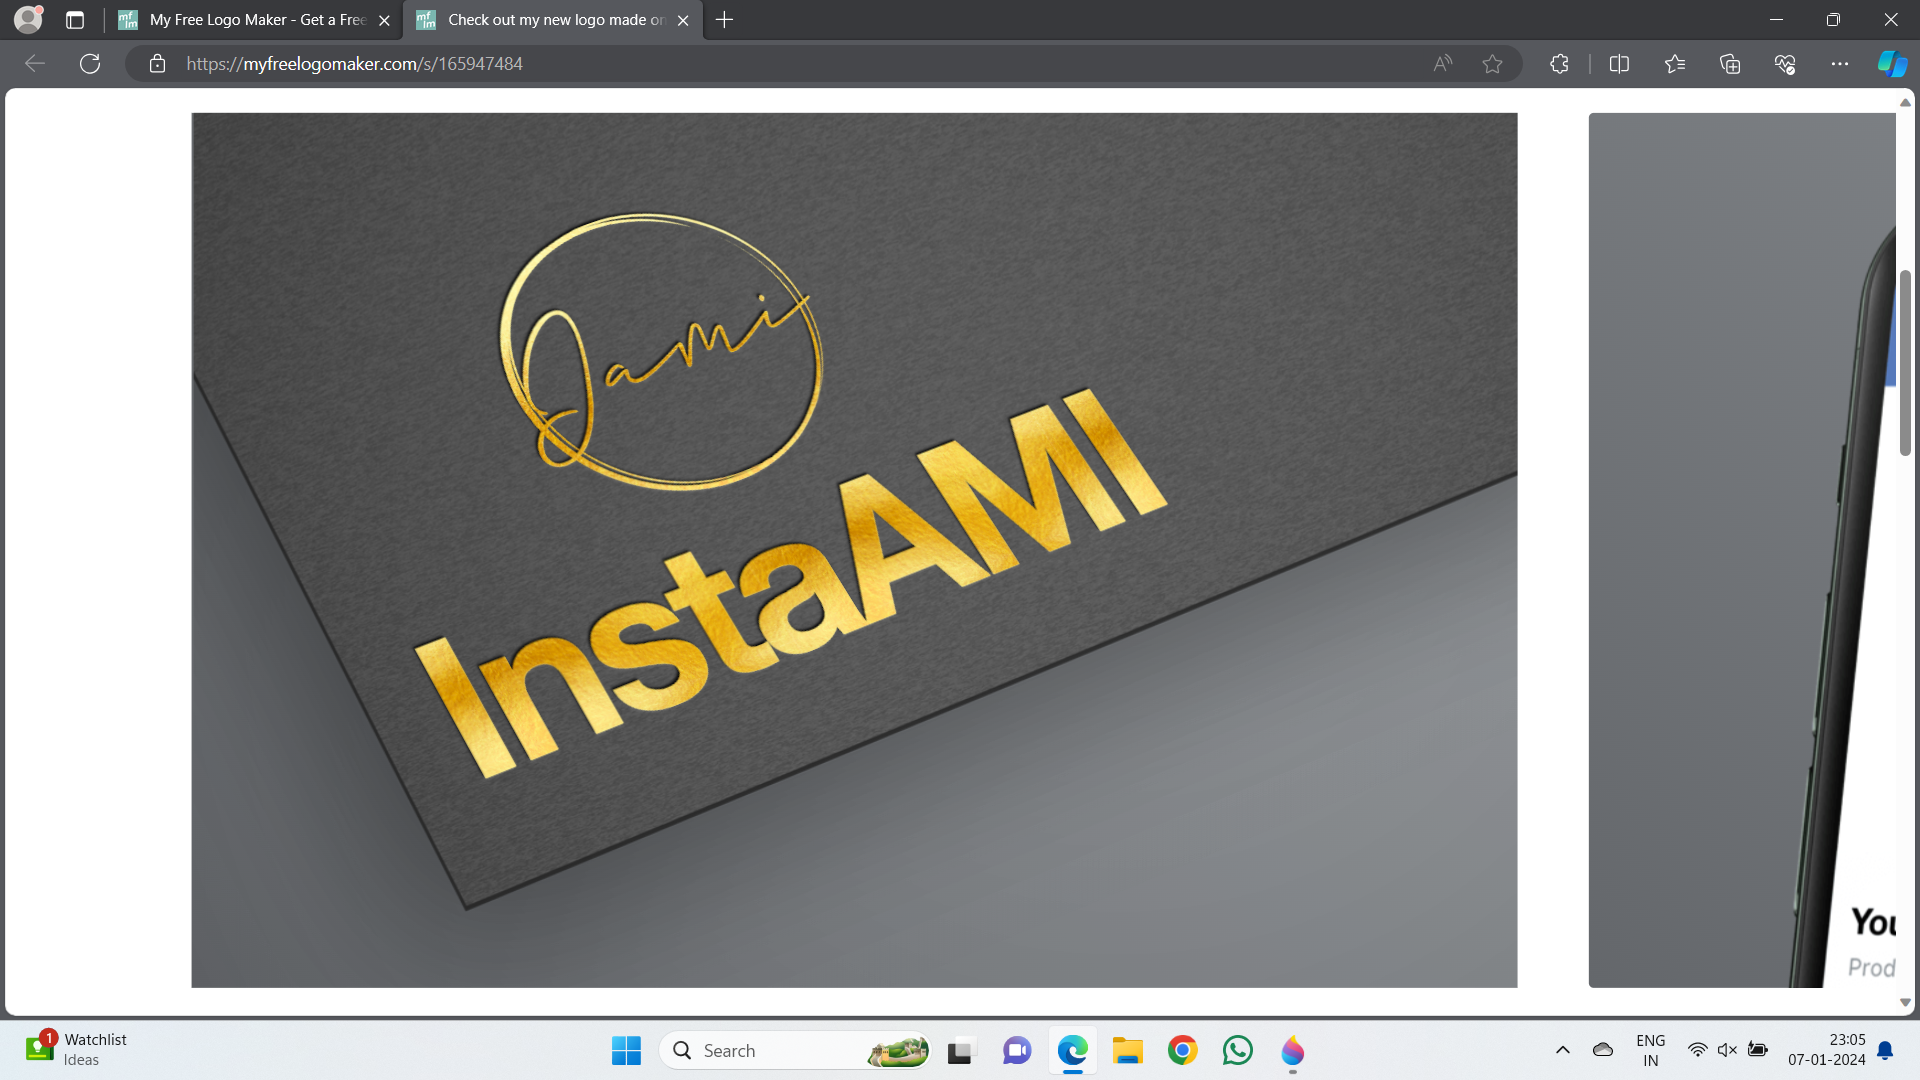 My Free Logo Maker - Get a Free
Check out my new logo made on
https://myfreelogomaker.com/s/165947484
Jami
InstaAMI
You
Prod
1
Watchlist
Ideas
Search
ENG
IN
23:05
07-01-2024